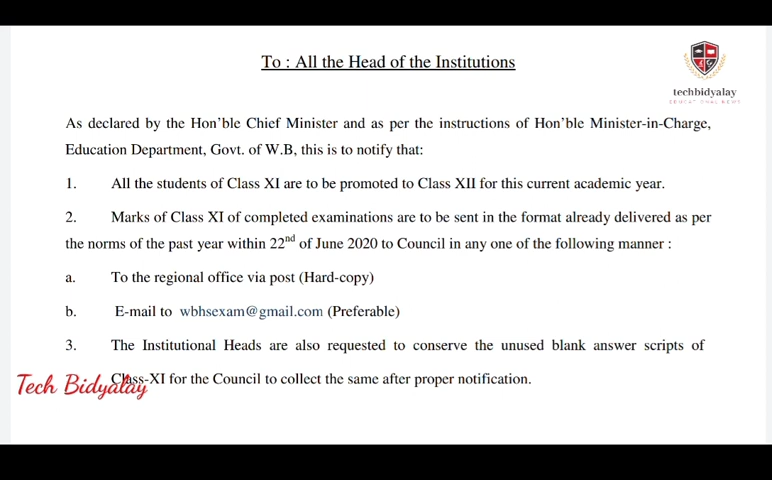 To : All the Head of the Institutions
techbidyalay
EDUCATIONAL NEWS
As declared by the Hon'ble Chief Minister and as per the instructions of Hon'ble Minister-in-Charge,
Education Department, Govt. of W.B, this is to notify that:
1. All the students of Class XI are to be promoted to Class XII for this current academic year.
2. Marks of Class XI of completed examinations are to be sent in the format already delivered as per
the norms of the past year within 22nd of June 2020 to Council in any one of the following manner :
a. To the regional office via post (Hard-copy)
b. E-mail to wbhsexam@gmail.com (Preferable)
3. The Institutional Heads are also requested to conserve the unused blank answer scripts of
Class-XI for the Council to collect the same after proper notification.
Tech Bidyalay